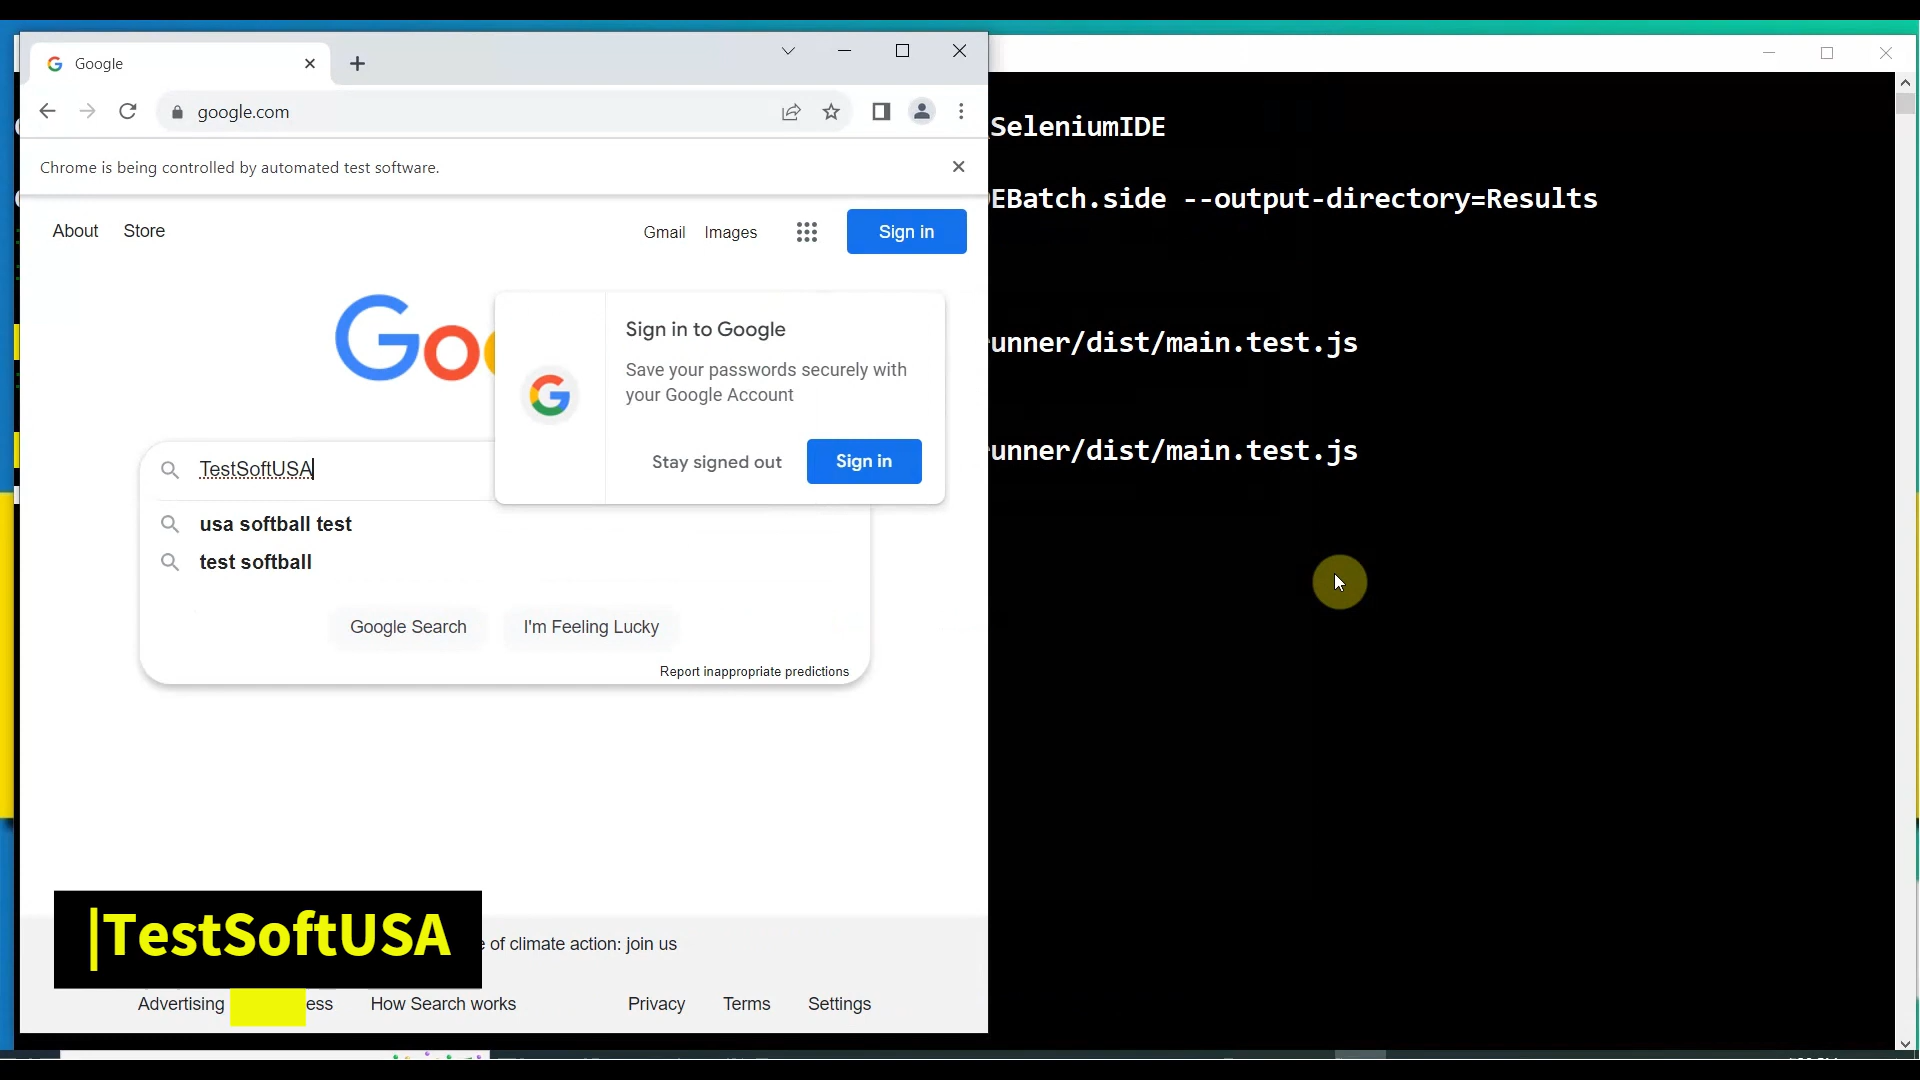 Google
google.com
SeleniumIDE
Chrome is being controlled by automated test software.
EBatch.side --output-directory=Results
About Store Gmail Images Sign in
Goo
Sign in to Google
Save your passwords securely with
your Google Account
Stay signed out Sign in
unner/dist/main.test.js
unner/dist/main.test.js
TestSoftUSA
usa softball test
test softball
Google Search I'm Feeling Lucky
Report inappropriate predictions
|TestSoftUSA
e of climate action: join us
Advertising ess How Search works Privacy Terms Settings